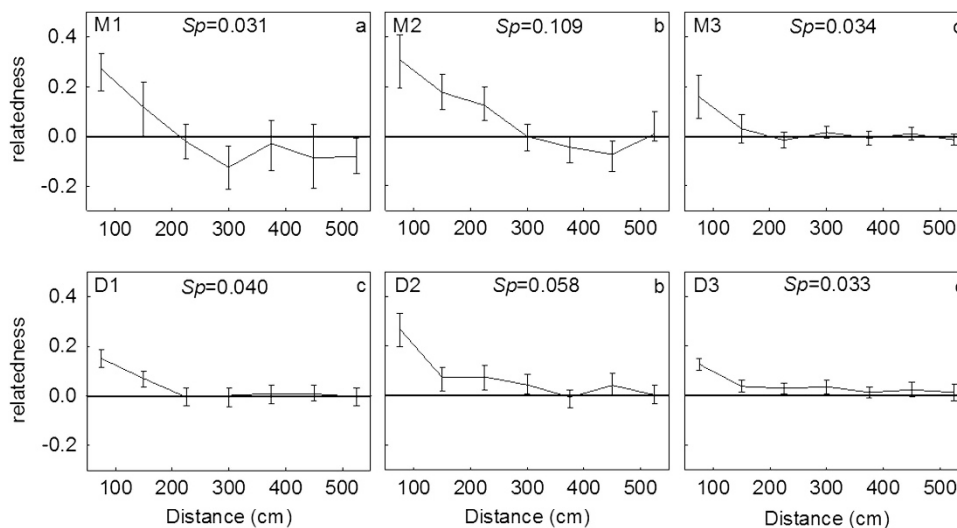 M1 Sp=0.031 a
M2 Sp=0.109 b
M3 Sp=0.034
0.4
0.2
0.0
-0.2
relatedness
100 200 300 400 500
100 200 300 400 500
100 200 300 400 500
D1 Sp=0.040 c
D2 Sp=0.058 b
D3 Sp=0.033
0.4
0.2
0.0
-0.2
relatedness
100 200 300 400 500
100 200 300 400 500
100 200 300 400 500
Distance (cm)
Distance (cm)
Distance (cm)